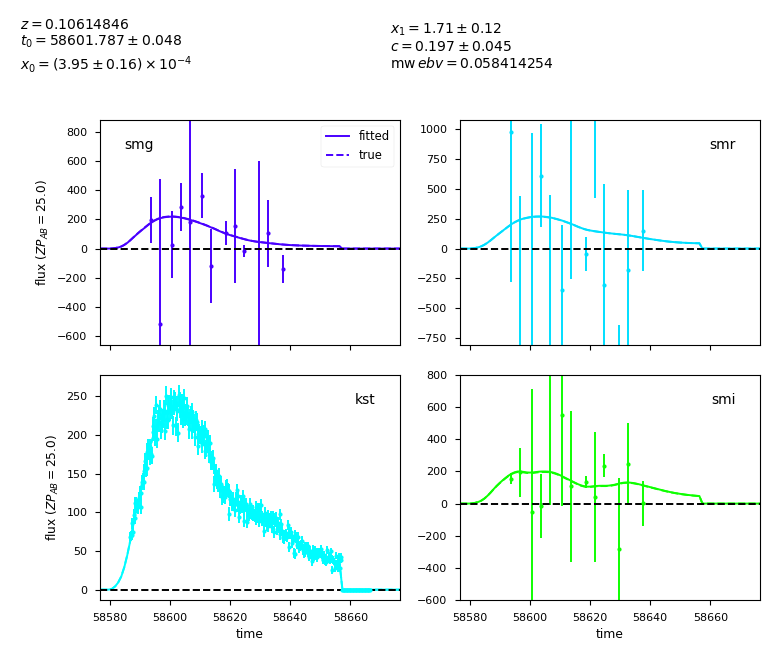 z = 0.10614846
t₀ = 58601.787 ± 0.048
x₀ = (3.95 ± 0.16) × 10⁻⁴
x₁ = 1.71 ± 0.12
c = 0.197 ± 0.045
mw ebv = 0.058414254
flux (ZP_AB = 25.0)
800
600
400
200
0
−200
−400
−600
smg
fitted
true
1000
750
500
250
0
−250
−500
−750
smr
flux (ZP_AB = 25.0)
250
200
150
100
50
0
kst
58580
58600
58620
58640
58660
time
800
600
400
200
0
−200
−400
−600
smi
58580
58600
58620
58640
58660
time